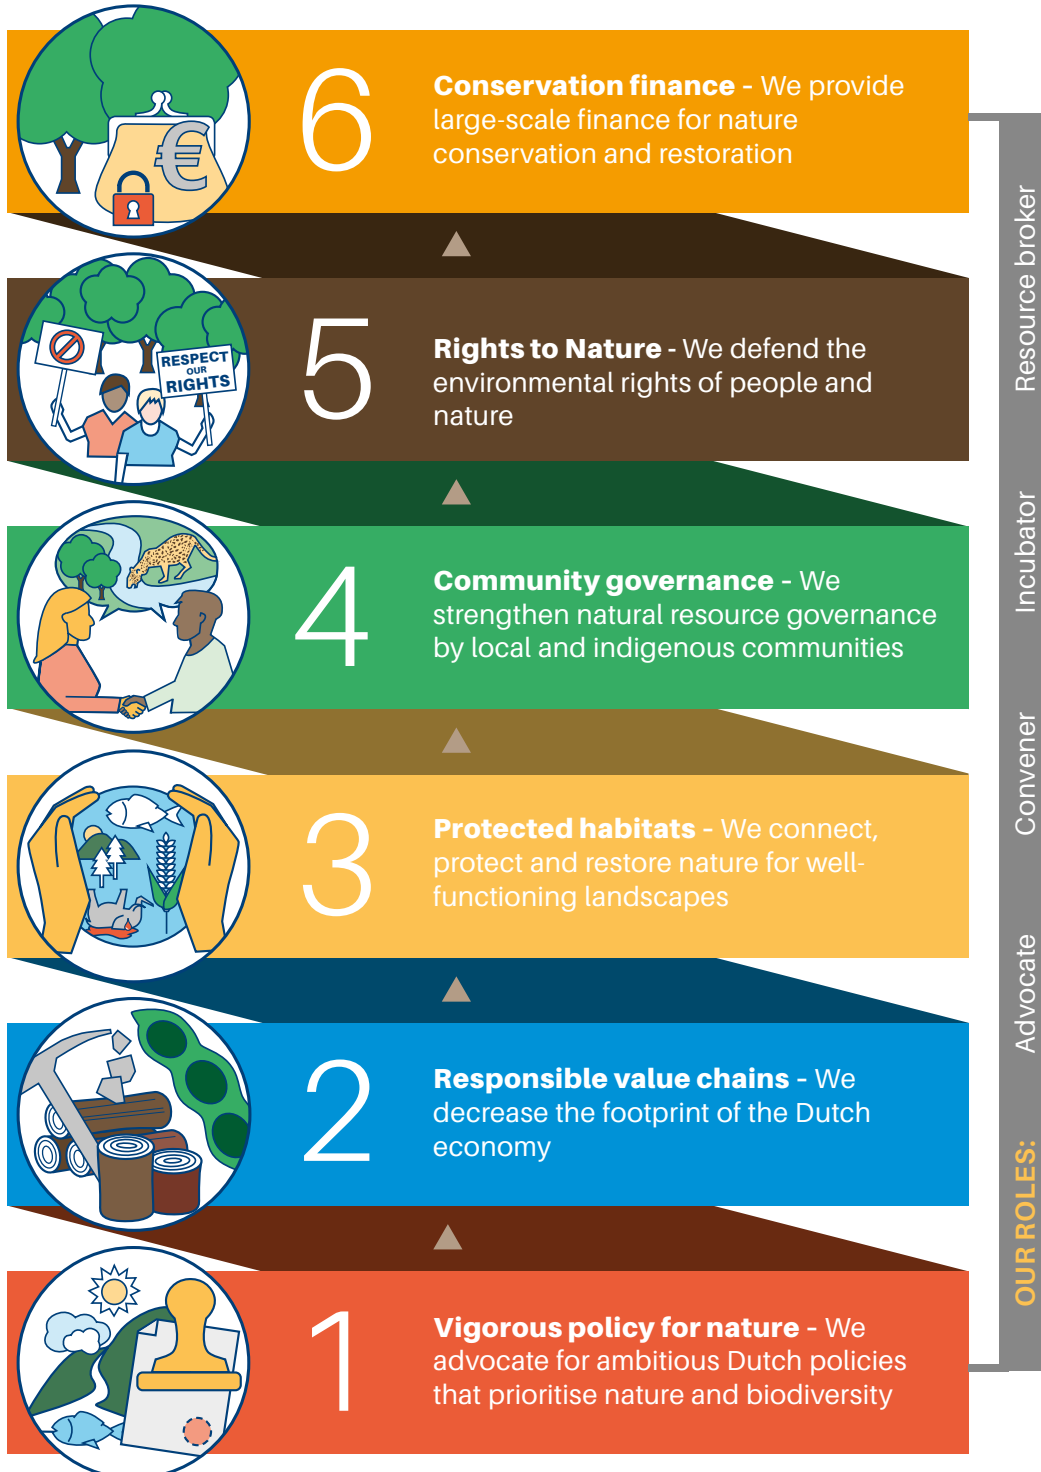 6
Conservation finance - We provide
large-scale finance for nature
conservation and restoration
€
5
Rights to Nature - We defend the
environmental rights of people and
nature
RESPECT
OUR
RIGHTS
4
Community governance - We
strengthen natural resource governance
by local and indigenous communities
3
Protected habitats - We connect,
protect and restore nature for well-
functioning landscapes
2
Responsible value chains - We
decrease the footprint of the Dutch
economy
1
Vigorous policy for nature - We
advocate for ambitious Dutch policies
that prioritise nature and biodiversity
OUR ROLES: Advocate Convener Incubator Resource broker